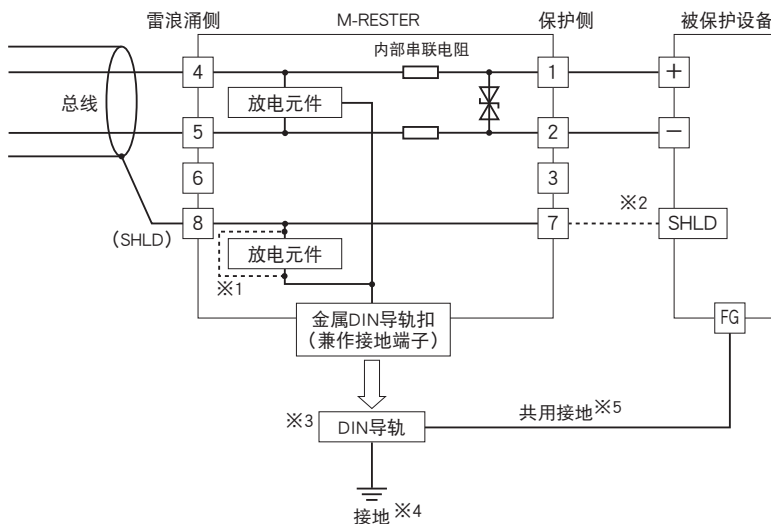 雷浪涌侧 M-RESTER 保护侧 被保护设备
内部串联电阻
4 1 +
总线 放电元件
5 2 −
6 3
※2
8 7 SHLD
(SHLD)
放电元件
※1
金属DIN导轨扣
(兼作接地端子)
FG
※3 DIN导轨 共用接地※5
接地※4